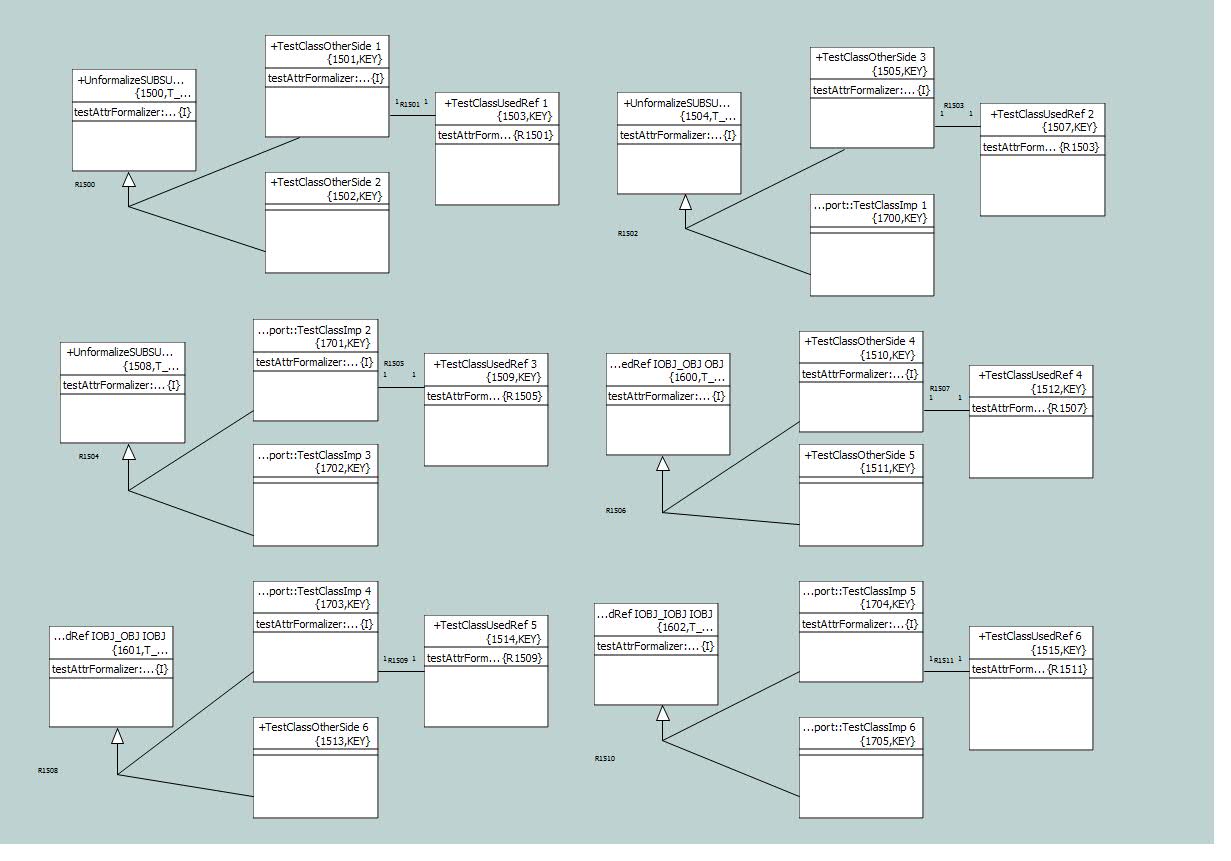 +UnformalizeSUBSU...
{1500,T_...
testAttrFormalizer:...{I}
R1500
+TestClassOtherSide 1
{1501,KEY}
testAttrFormalizer:...{I}
1 R1501 1
+TestClassUsedRef 1
{1503,KEY}
testAttrForm... {R1501}
+TestClassOtherSide 2
{1502,KEY}
+UnformalizeSUBSU...
{1504,T_...
testAttrFormalizer:...{I}
R1502
+TestClassOtherSide 3
{1505,KEY}
testAttrFormalizer:...{I}
R1503
1 1
+TestClassUsedRef 2
{1507,KEY}
testAttrForm... {R1503}
...port::TestClassImp 1
{1700,KEY}
+UnformalizeSUBSU...
{1508,T_...
testAttrFormalizer:...{I}
R1504
...port::TestClassImp 2
{1701,KEY}
testAttrFormalizer:...{I}
R1505
1 1
+TestClassUsedRef 3
{1509,KEY}
testAttrForm... {R1505}
...port::TestClassImp 3
{1702,KEY}
...edRef IOBJ_OBJ OBJ
{1600,T_...
testAttrFormalizer:...{I}
R1506
+TestClassOtherSide 4
{1510,KEY}
testAttrFormalizer:...{I}
R1507
1 1
+TestClassUsedRef 4
{1512,KEY}
testAttrForm... {R1507}
+TestClassOtherSide 5
{1511,KEY}
...dRef IOBJ_OBJ IOBJ
{1601,T_...
testAttrFormalizer:...{I}
R1508
...port::TestClassImp 4
{1703,KEY}
testAttrFormalizer:...{I}
1 R1509 1
+TestClassUsedRef 5
{1514,KEY}
testAttrForm... {R1509}
+TestClassOtherSide 6
{1513,KEY}
...dRef IOBJ_IOBJ IOBJ
{1602,T_...
testAttrFormalizer:...{I}
R1510
...port::TestClassImp 5
{1704,KEY}
testAttrFormalizer:...{I}
1 R1511 1
+TestClassUsedRef 6
{1515,KEY}
testAttrForm... {R1511}
...port::TestClassImp 6
{1705,KEY}